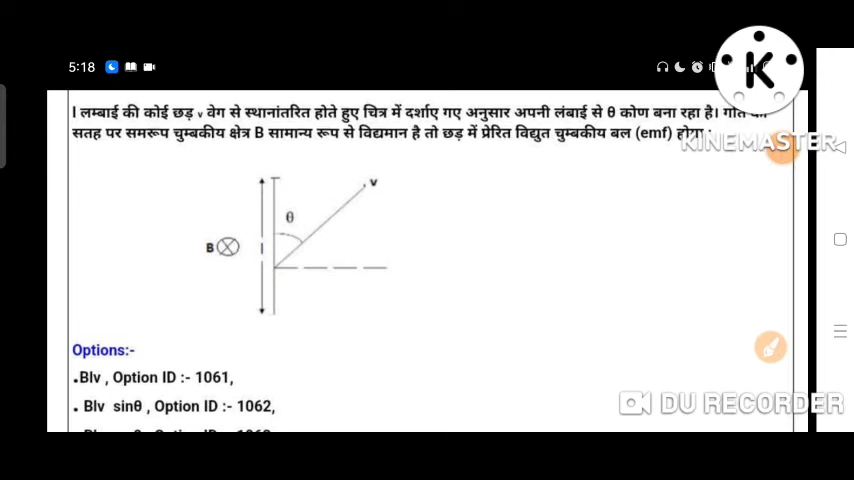 5:18
l लम्बाई की कोई छड़ v वेग से स्थानांतरित होते हुए चित्र में दर्शाए गए अनुसार अपनी लंबाई से θ कोण बना रहा है।
सतह पर समरूप चुम्बकीय क्षेत्र B सामान्य रूप से विद्यमान है तो छड़ में प्रेरित विद्युत चुम्बकीय बल (emf) होगा
K
KINEMASTER
v
θ
B l
Options:-
.Blv , Option ID :- 1061,
. Blv sinθ , Option ID :- 1062,
DU RECORDER